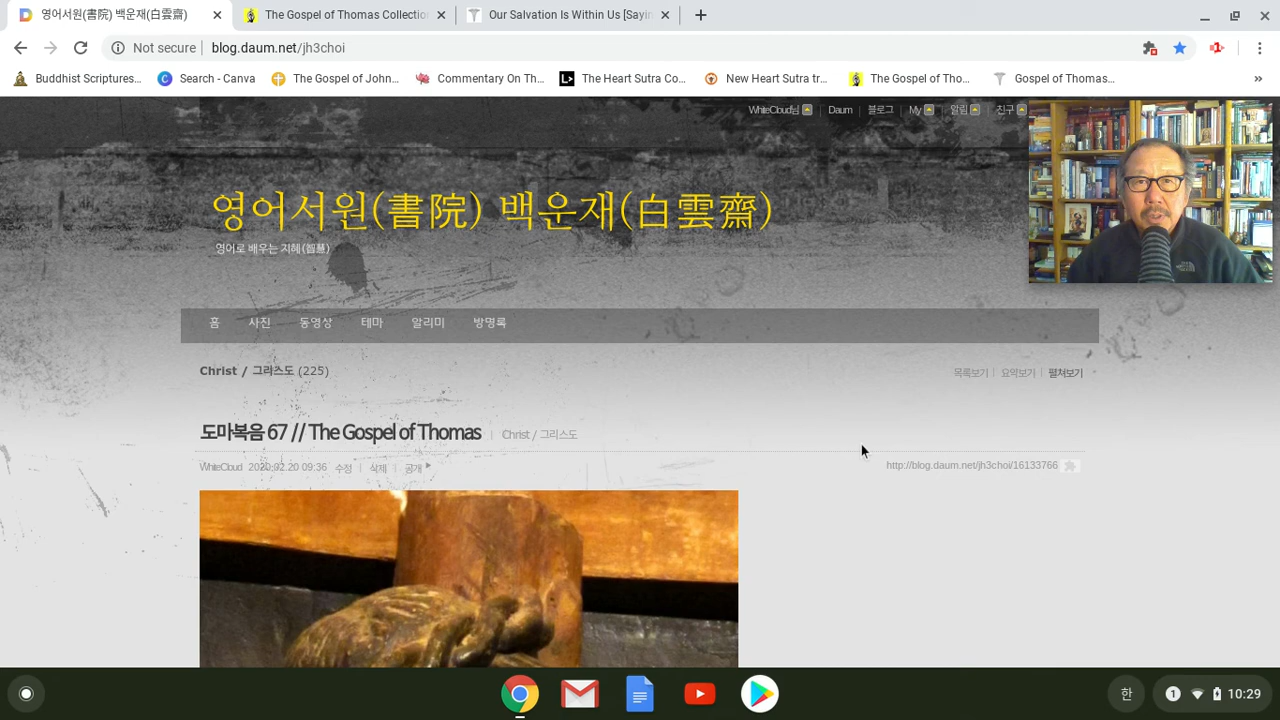 영어서원(書院) 백운재(白雲齋)
The Gospel of Thomas Collection
Our Salvation Is Within Us [Sayin
Not secure
blog.daum.net/jh3choi
Buddhist Scriptures...
Search - Canva
The Gospel of John...
Commentary On Th...
The Heart Sutra Co...
New Heart Sutra tr...
The Gospel of Tho...
Gospel of Thomas...
WhiteCloud님 | Daum | 블로그 | My | 알림 | 친구
영어서원(書院) 백운재(白雲齋)
영어로 배우는 지혜(智慧)
홈 사진 동영상 테마 알리미 방명록
Christ / 그리스도 (225)
목록보기 | 요약보기 | 펼쳐보기
도마복음 67 // The Gospel of Thomas | Christ / 그리스도
WhiteCloud 2020.02.20 09:36 수정 | 삭제 | 공개
http://blog.daum.net/jh3choi/16133766
한
1
10:29